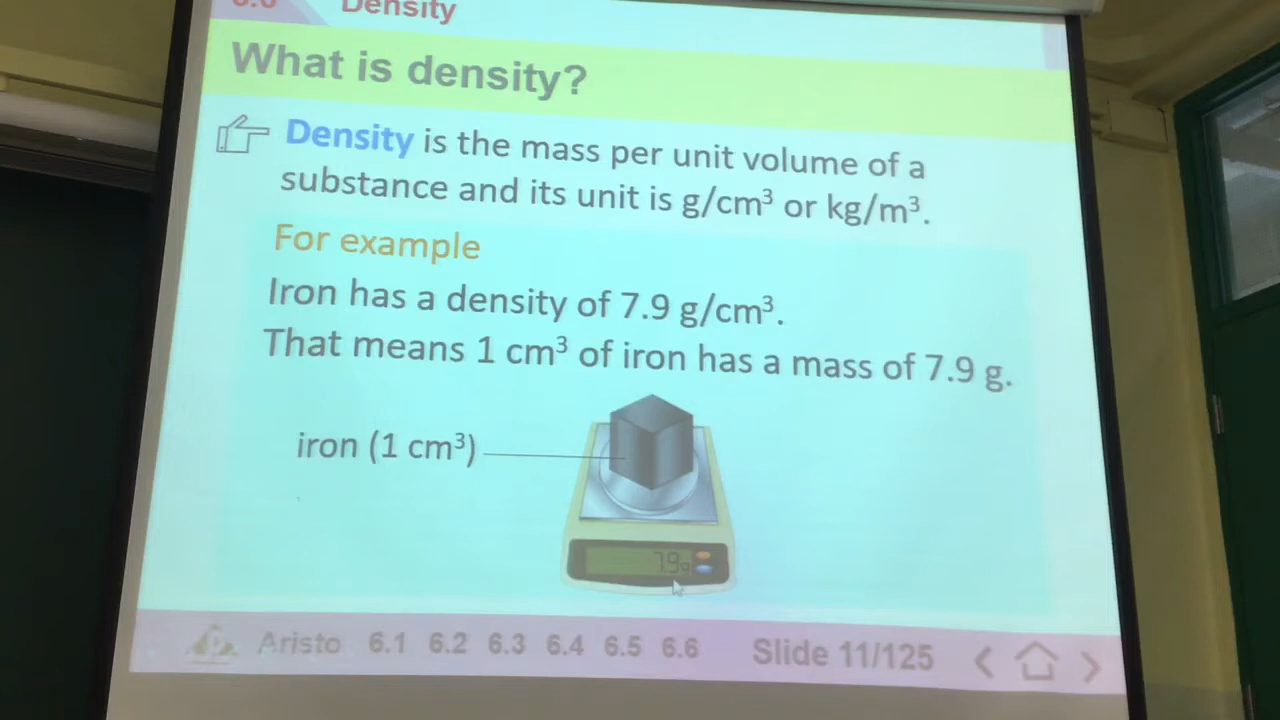 6.6 Density
What is density?
Density is the mass per unit volume of a
substance and its unit is g/cm³ or kg/m³.
For example
Iron has a density of 7.9 g/cm³.
That means 1 cm³ of iron has a mass of 7.9 g.
iron (1 cm³)
7.9g
Aristo 6.1 6.2 6.3 6.4 6.5 6.6 Slide 11/125